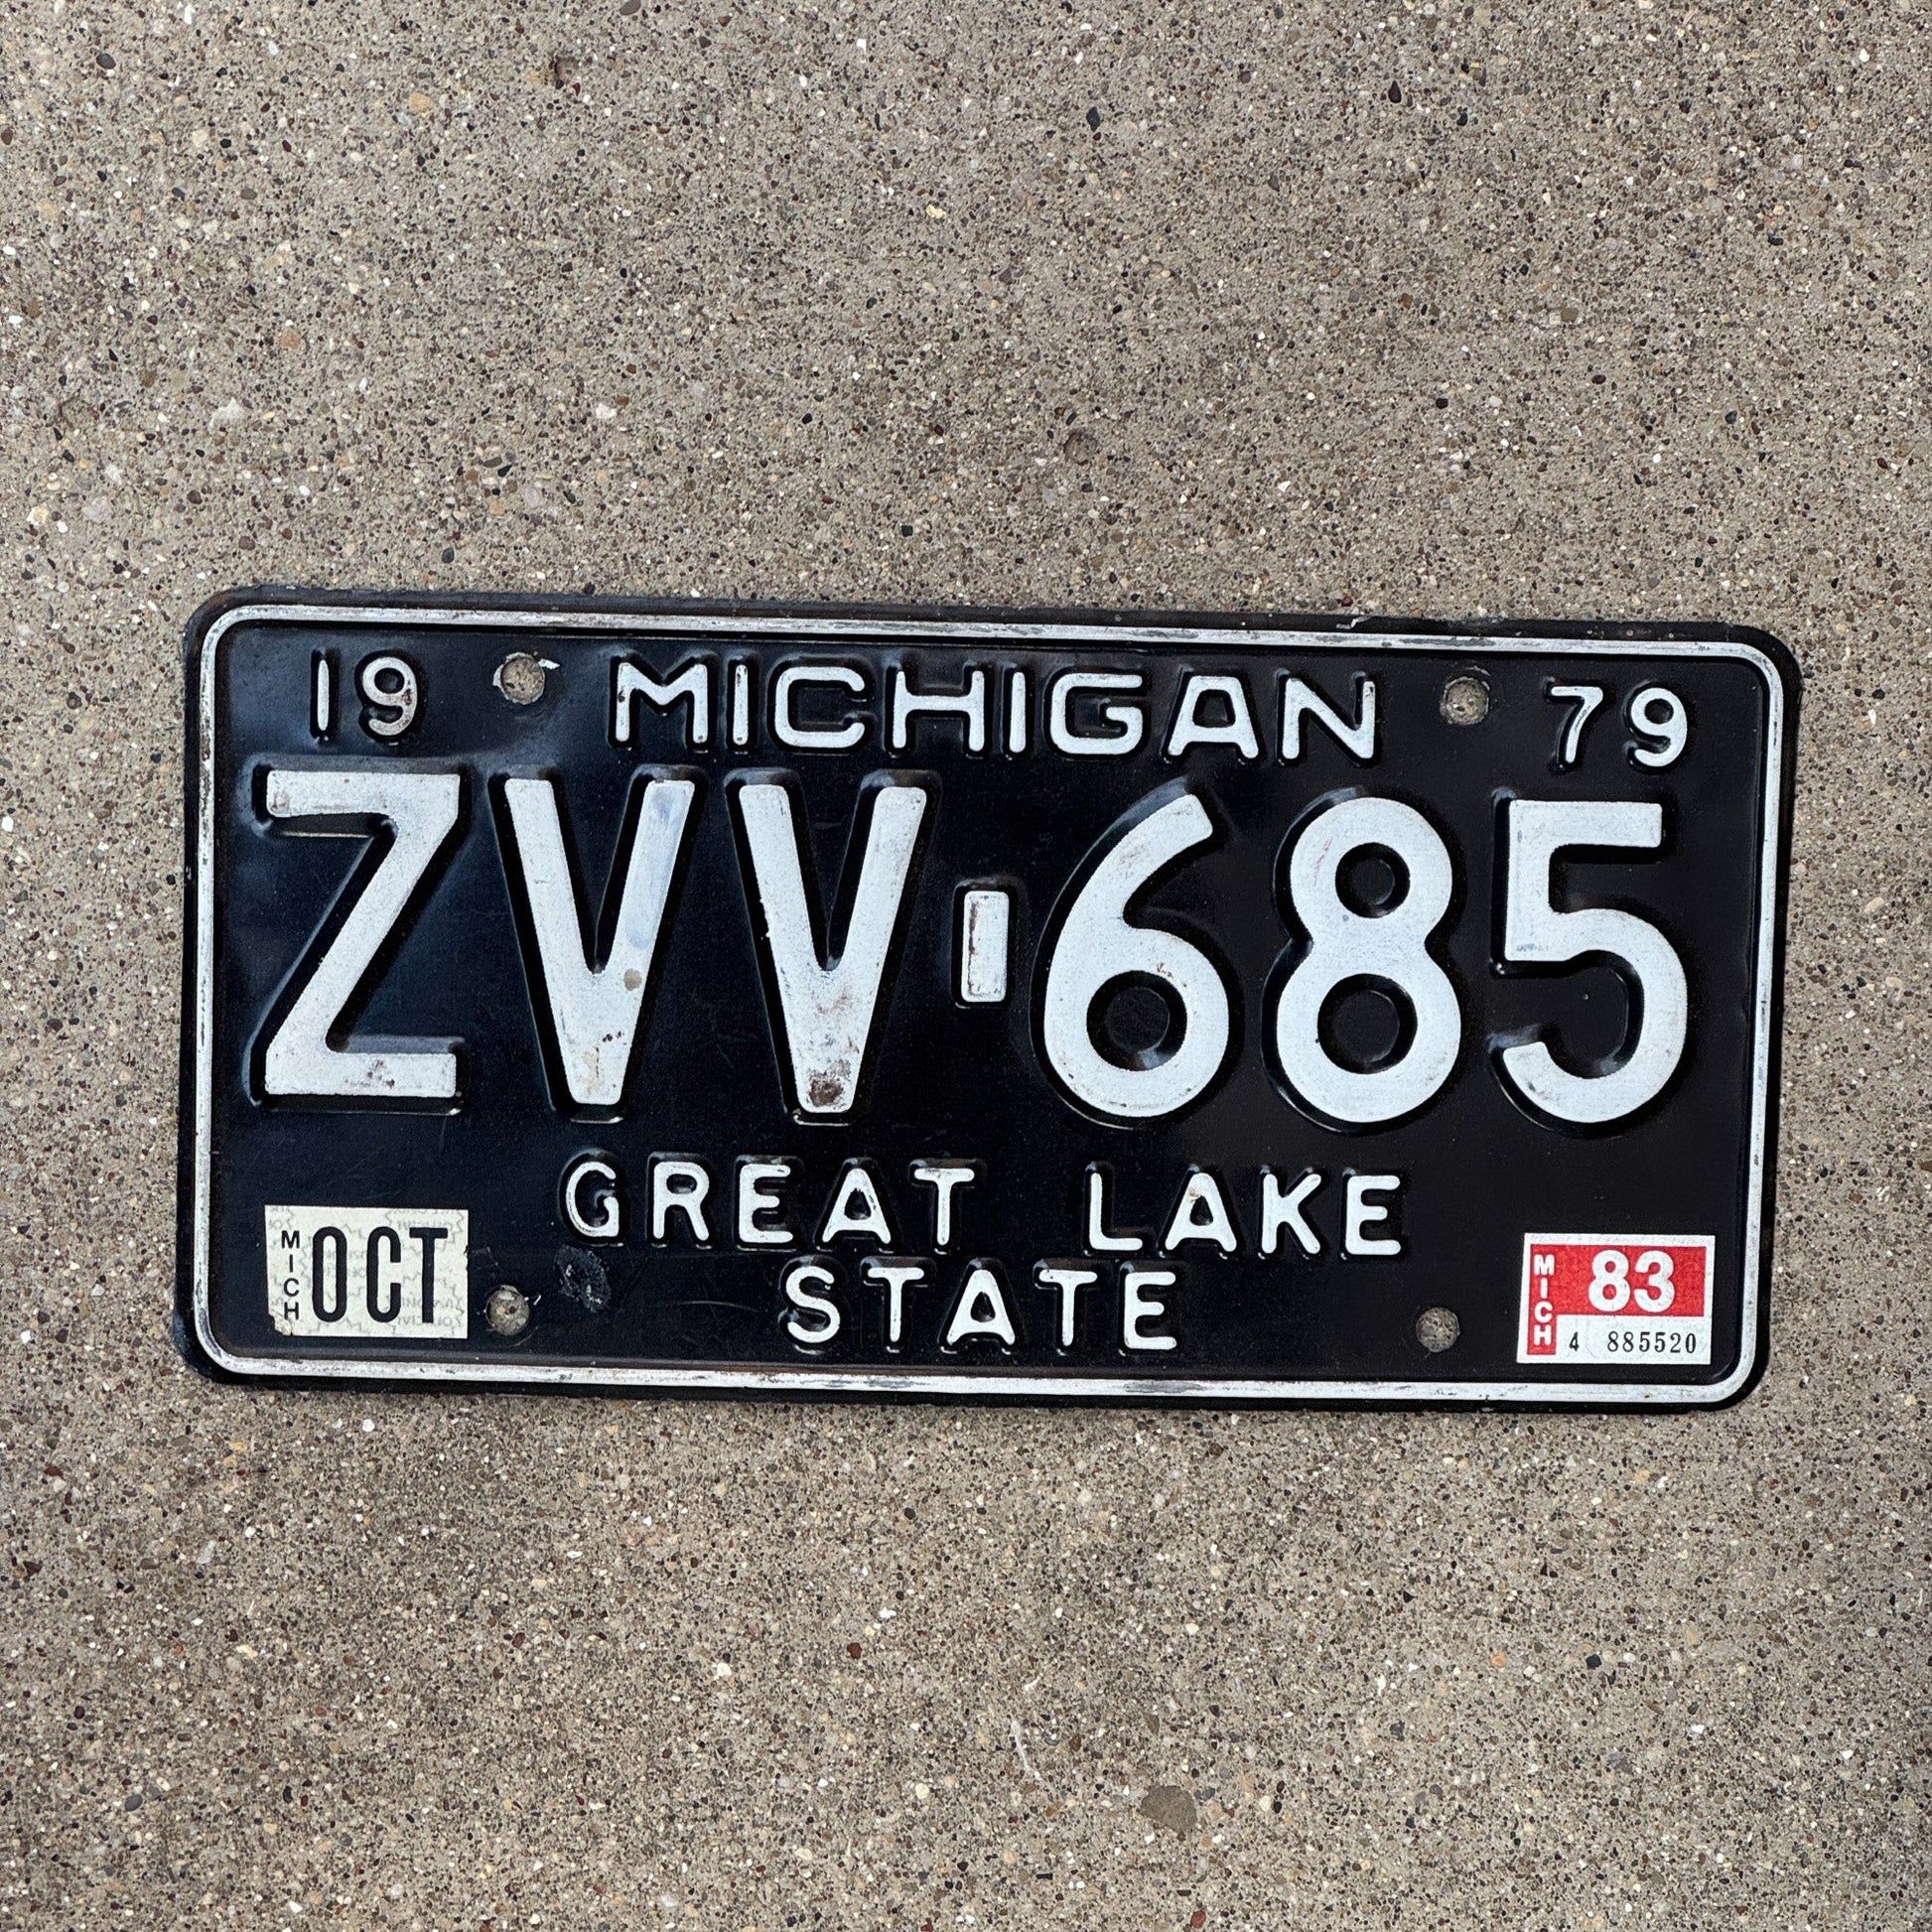 19 MICHIGAN 79
ZVV-685
GREAT LAKE
STATE
MICH OCT
MICH 83
4 885520